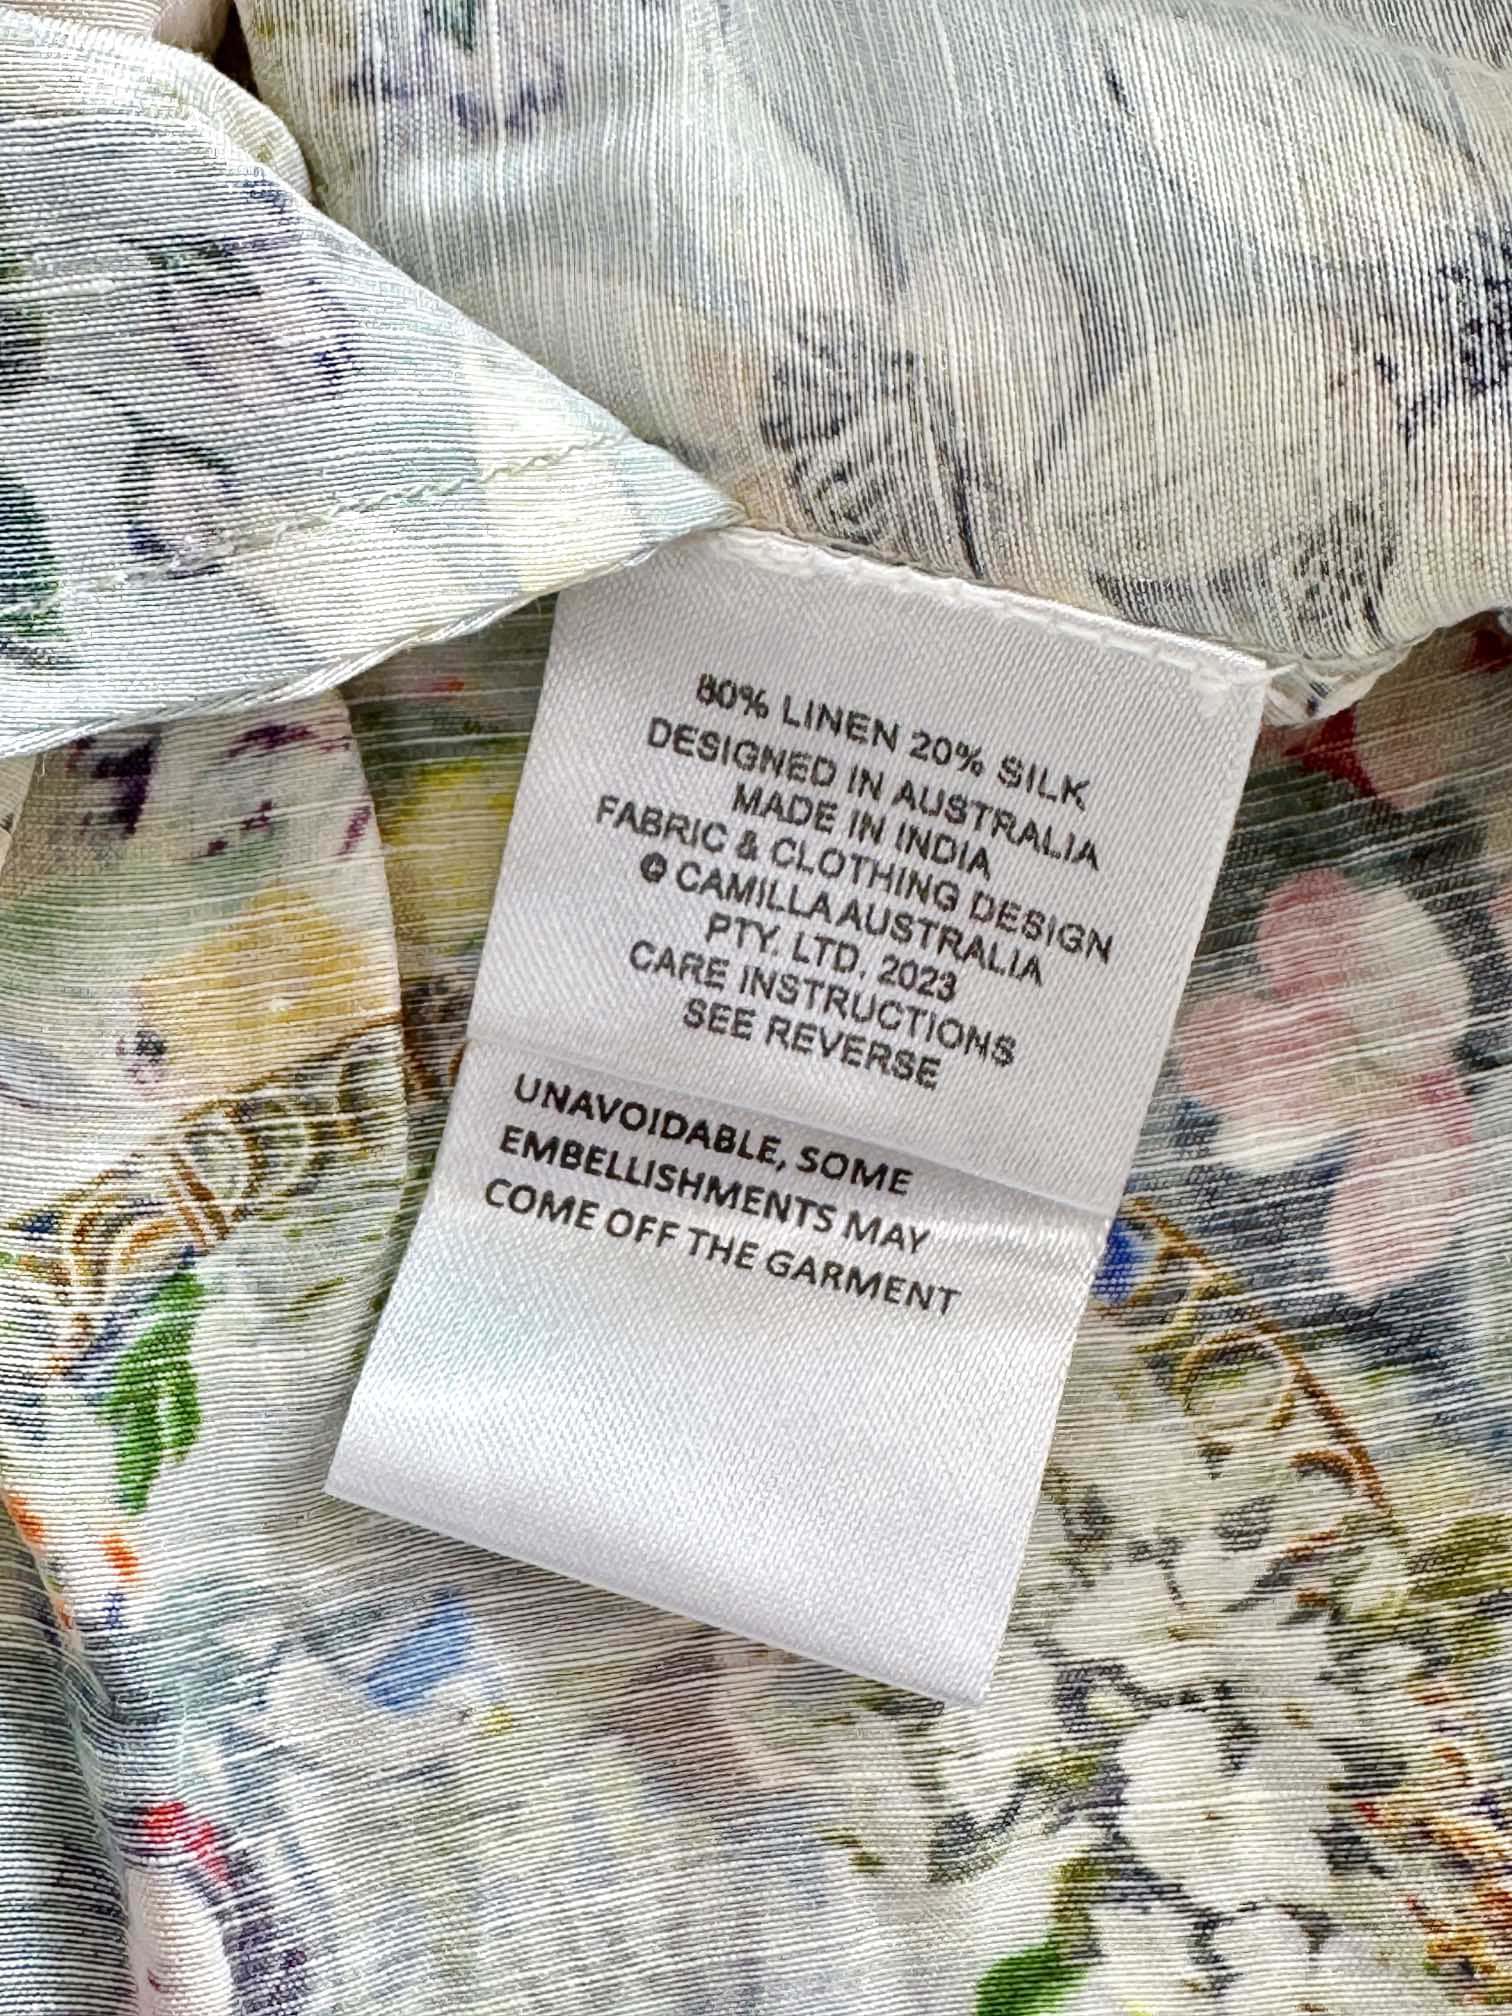 80% LINEN 20% SILK
DESIGNED IN AUSTRALIA
MADE IN INDIA
FABRIC & CLOTHING DESIGN
© CAMILLA AUSTRALIA
PTY. LTD. 2023
CARE INSTRUCTIONS
SEE REVERSE
UNAVOIDABLE, SOME
EMBELLISHMENTS MAY
COME OFF THE GARMENT